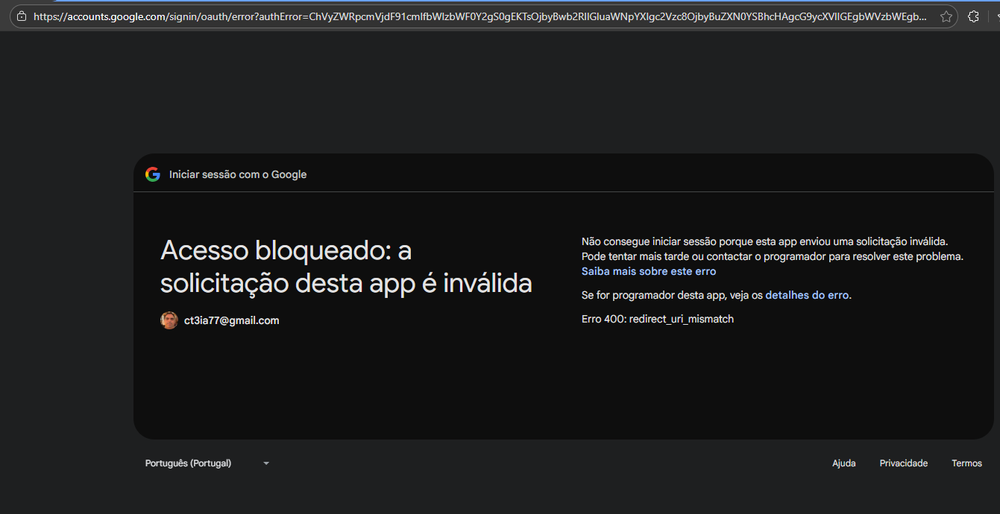 https://accounts.google.com/signin/oauth/error?authError=ChVyZWRpcmVjdF91cmlfbWlzbWF0Y2gS0gEKTsOjbyBwb2RlIGluaWNpYXIgc2Vzc8OjbyBuZXN0YSBhcHAgcG9ycXVlIGEgbWVzbWEgb...
Iniciar sessão com o Google
Acesso bloqueado: a
solicitação desta app é inválida
ct3ia77@gmail.com
Não consegue iniciar sessão porque esta app enviou uma solicitação inválida.
Pode tentar mais tarde ou contactar o programador para resolver este problema.
Saiba mais sobre este erro
Se for programador desta app, veja os detalhes do erro.
Erro 400: redirect_uri_mismatch
Português (Portugal)
Ajuda Privacidade Termos